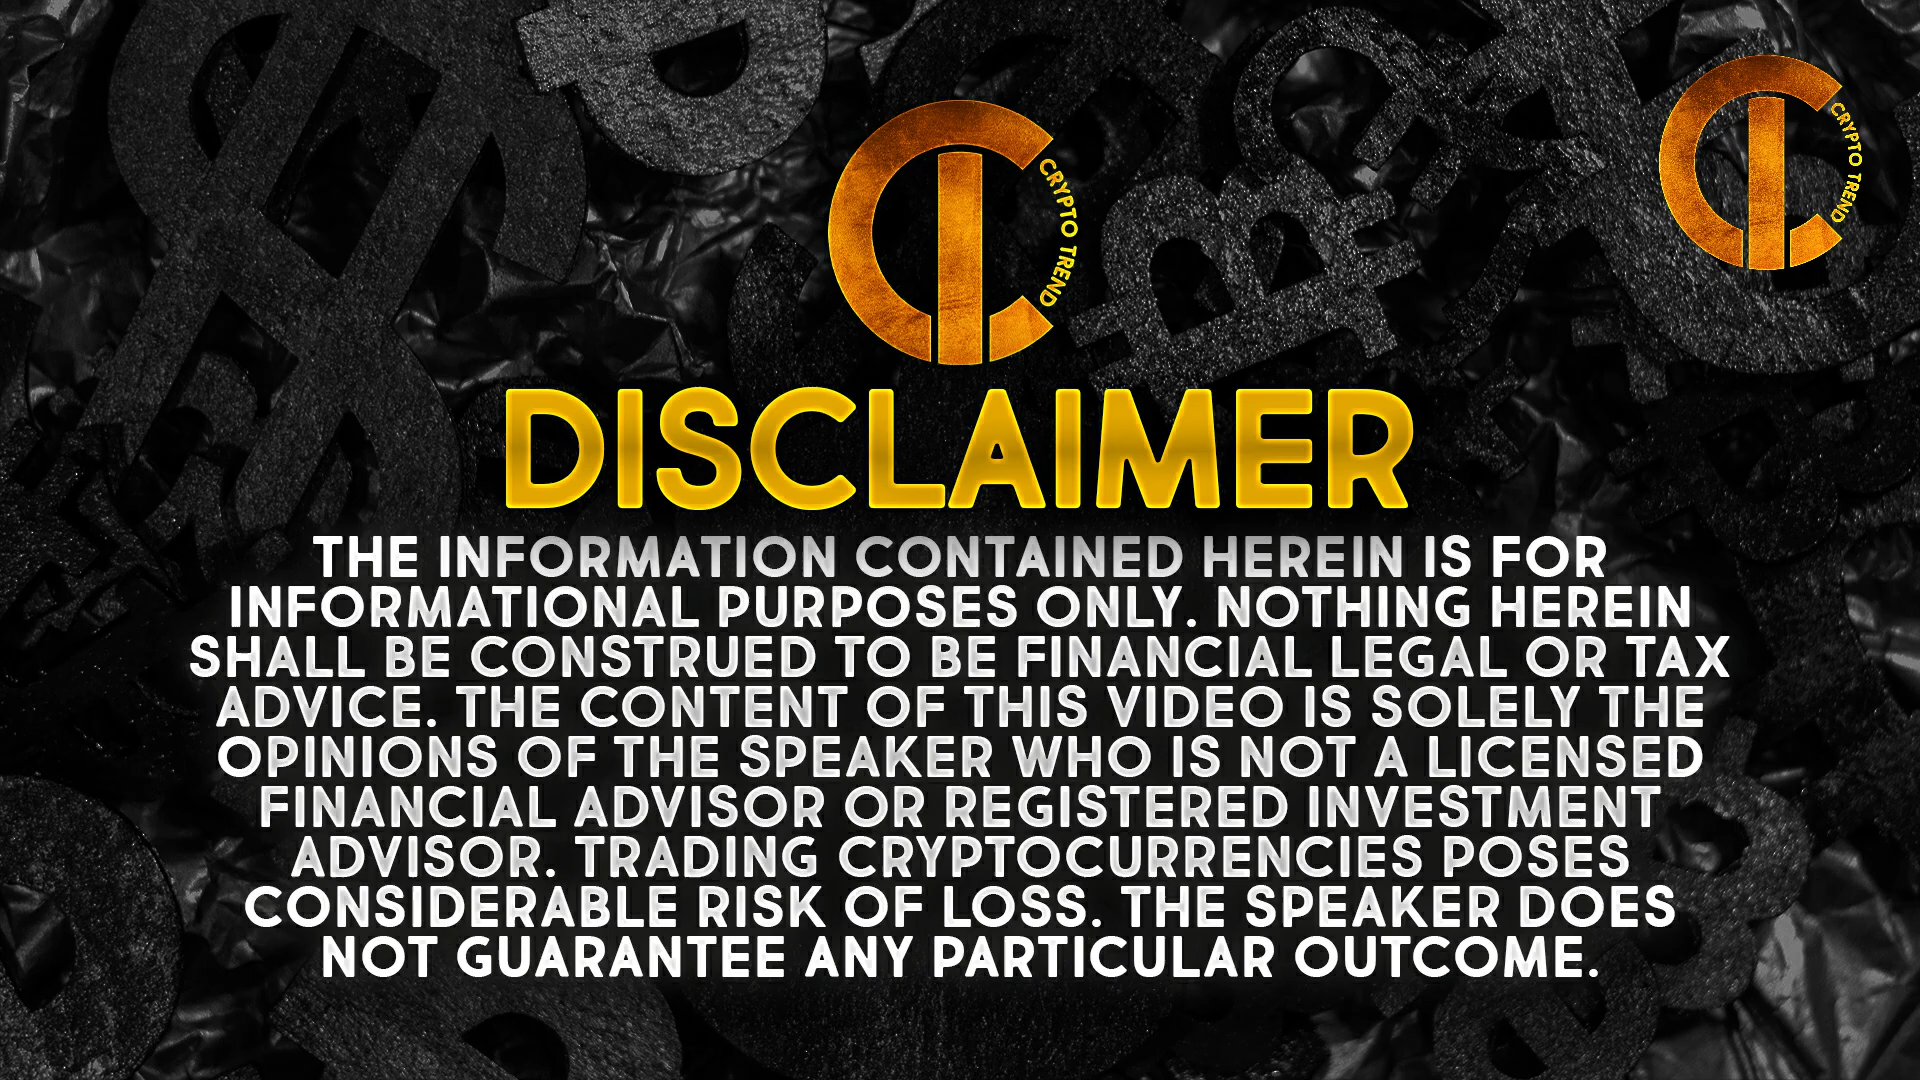 CRYPTO TREND
CRYPTO TREND
DISCLAIMER
THE INFORMATION CONTAINED HEREIN IS FOR
INFORMATIONAL PURPOSES ONLY. NOTHING HEREIN
SHALL BE CONSTRUED TO BE FINANCIAL LEGAL OR TAX
ADVICE. THE CONTENT OF THIS VIDEO IS SOLELY THE
OPINIONS OF THE SPEAKER WHO IS NOT A LICENSED
FINANCIAL ADVISOR OR REGISTERED INVESTMENT
ADVISOR. TRADING CRYPTOCURRENCIES POSES
CONSIDERABLE RISK OF LOSS. THE SPEAKER DOES
NOT GUARANTEE ANY PARTICULAR OUTCOME.